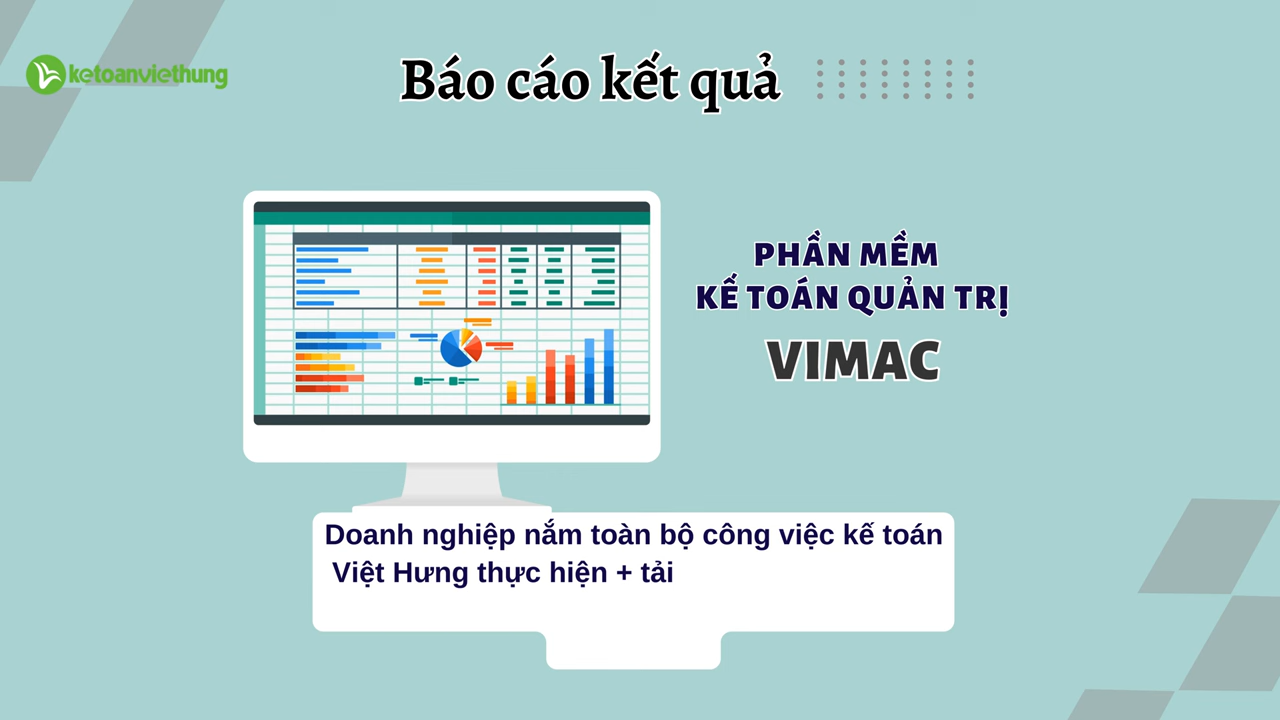 ketoanviethung
Báo cáo kết quả
PHẦN MỀM
KẾ TOÁN QUẢN TRỊ
VIMAC
Doanh nghiệp nắm toàn bộ công việc kế toán
Việt Hưng thực hiện + tải